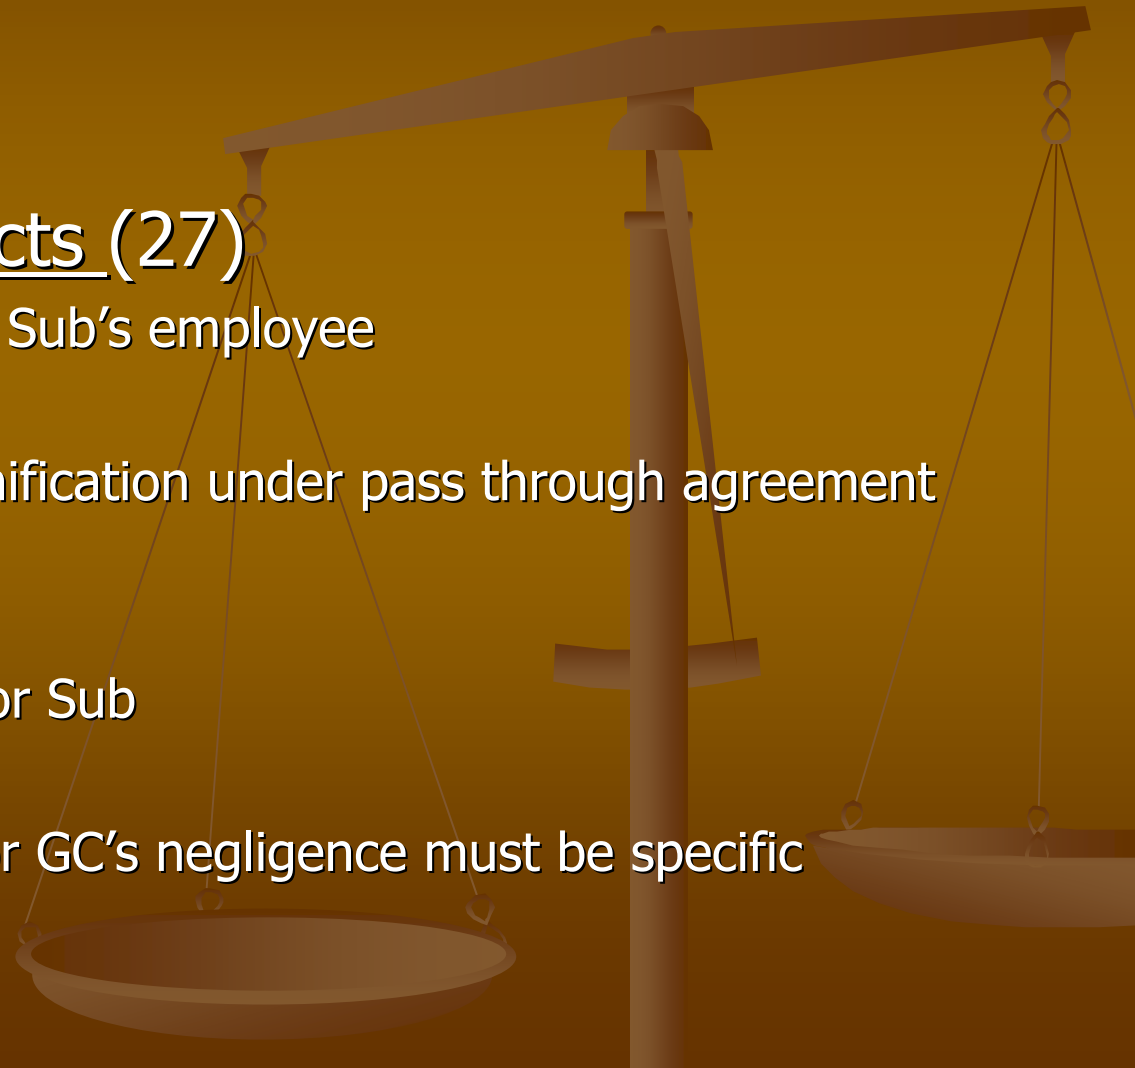 cts (27)
Sub’s employee
nification under pass through agreement
or Sub
r GC’s negligence must be specific